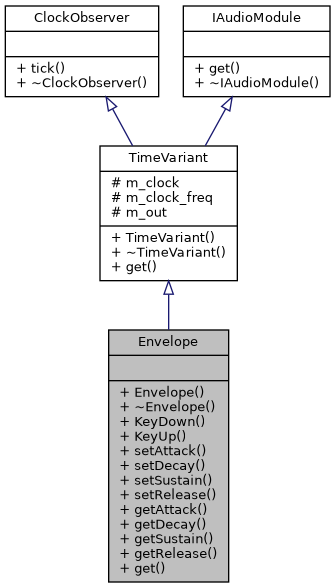 ClockObserver
+ tick()
+ ~ClockObserver()
IAudioModule
+ get()
+ ~IAudioModule()
TimeVariant
# m_clock
# m_clock_freq
# m_out
+ TimeVariant()
+ ~TimeVariant()
+ get()
Envelope
+ Envelope()
+ ~Envelope()
+ KeyDown()
+ KeyUp()
+ setAttack()
+ setDecay()
+ setSustain()
+ setRelease()
+ getAttack()
+ getDecay()
+ getSustain()
+ getRelease()
+ get()